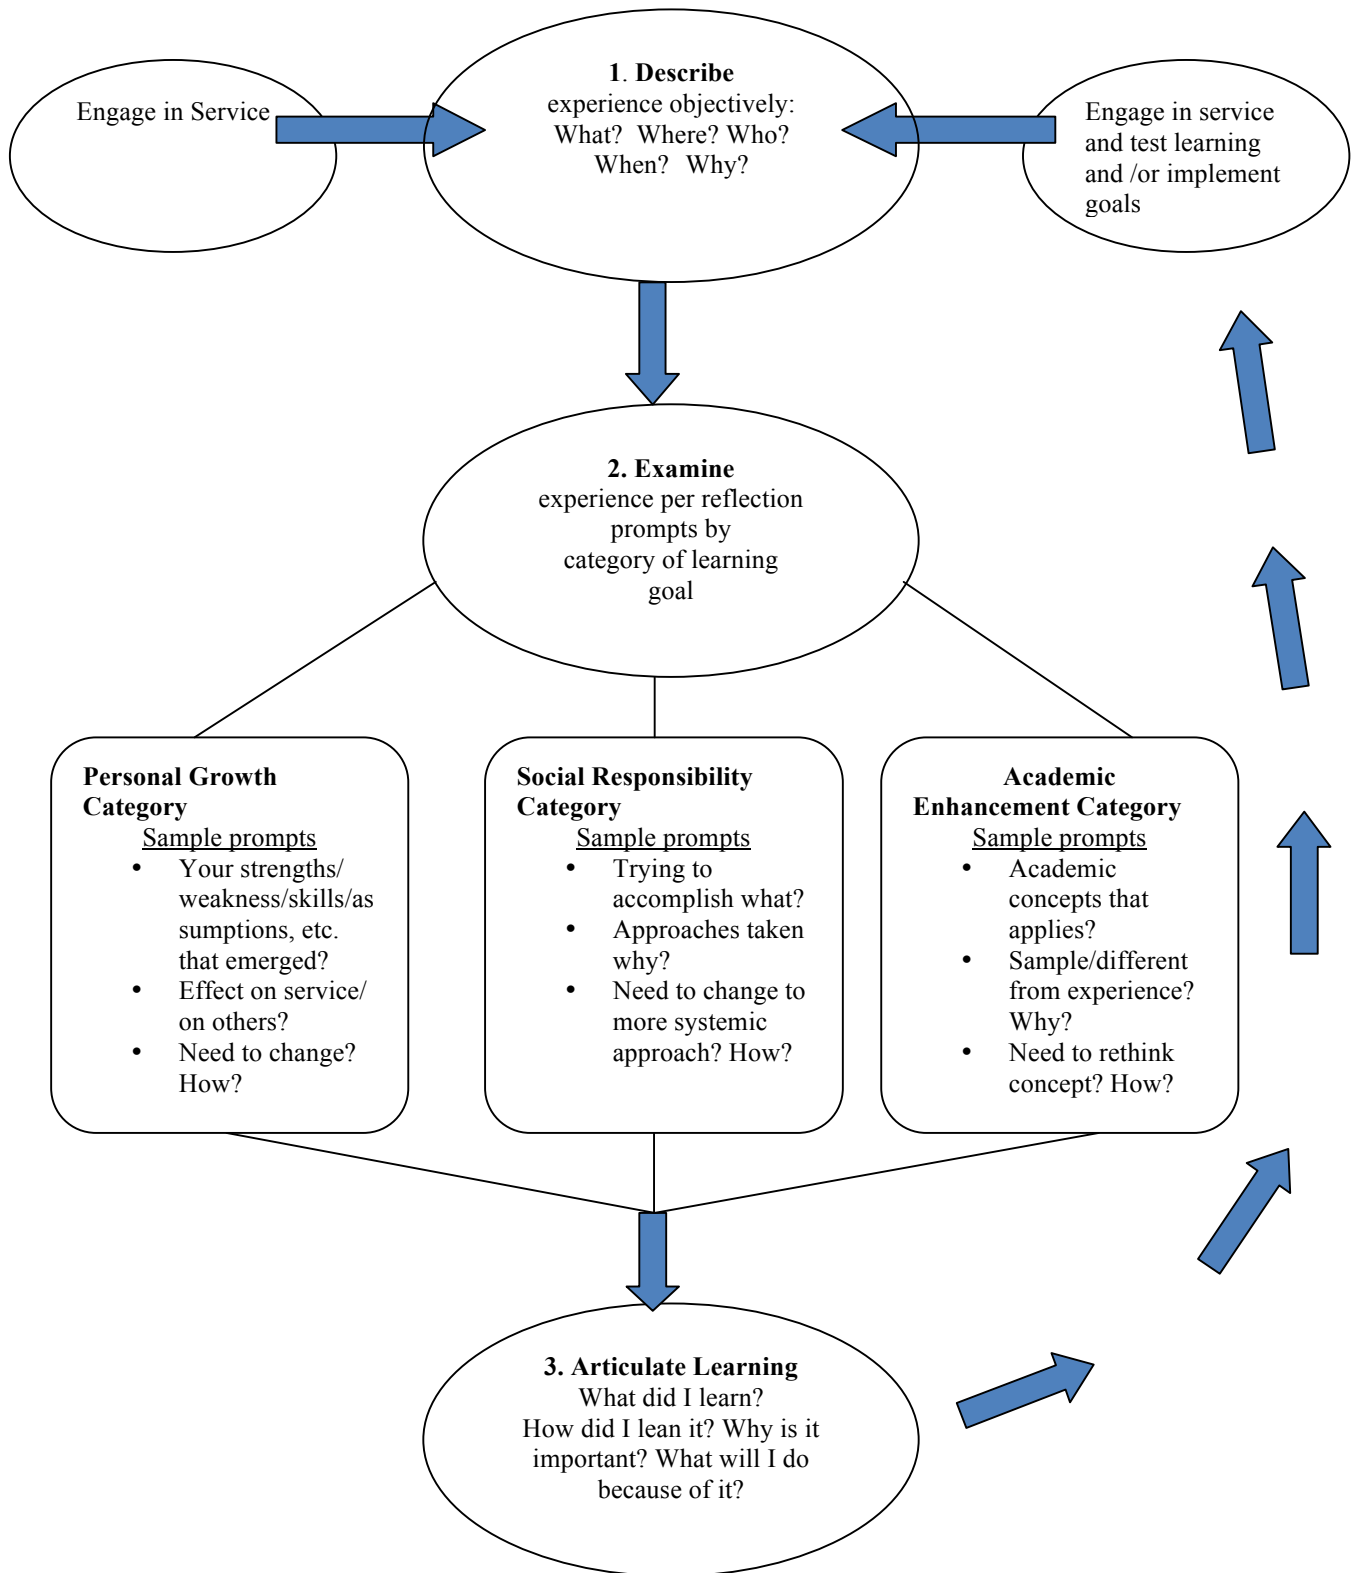 Engage in Service
1. Describe
experience objectively:
What? Where? Who?
When? Why?
Engage in service
and test learning
and /or implement
goals
2. Examine
experience per reflection
prompts by
category of learning
goal
Personal Growth
Category
Sample prompts
• Your strengths/
weakness/skills/as
sumptions, etc.
that emerged?
• Effect on service/
on others?
• Need to change?
How?
Social Responsibility
Category
Sample prompts
• Trying to
accomplish what?
• Approaches taken
why?
• Need to change to
more systemic
approach? How?
Academic
Enhancement Category
Sample prompts
• Academic
concepts that
applies?
• Sample/different
from experience?
Why?
• Need to rethink
concept? How?
3. Articulate Learning
What did I learn?
How did I lean it? Why is it
important? What will I do
because of it?